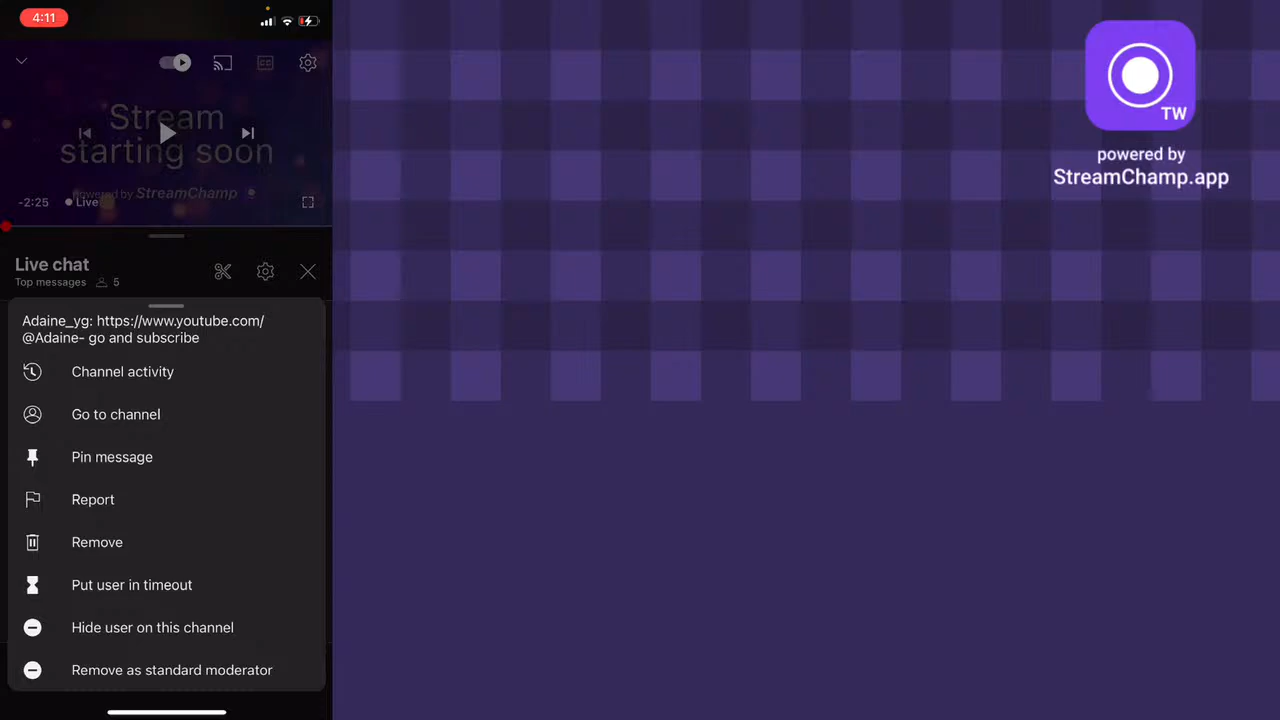 4:11
Stream
starting soon
powered by StreamChamp
-2:25
Live
CC
Live chat
Top messages 5
Adaine_yg: https://www.youtube.com/
@Adaine- go and subscribe
Channel activity
Go to channel
Pin message
Report
Remove
Put user in timeout
Hide user on this channel
Remove as standard moderator
TW
powered by
StreamChamp.app